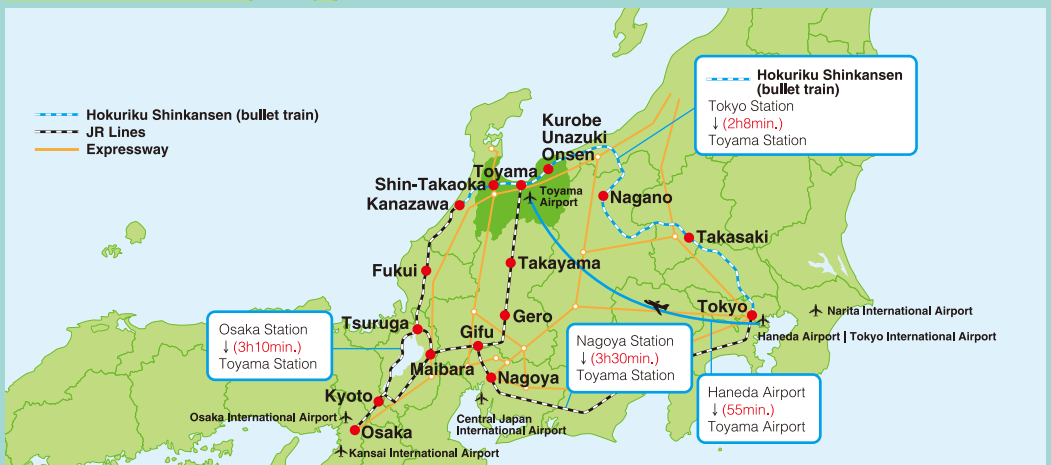 Hokuriku Shinkansen (bullet train)
JR Lines
Expressway
Hokuriku Shinkansen
(bullet train)
Tokyo Station
↓ (2h8min.)
Toyama Station
Kurobe
Unazuki
Onsen
Toyama
Shin-Takaoka
Kanazawa
Toyama
Airport
Nagano
Takasaki
Fukui
Takayama
Tokyo
Narita International Airport
Haneda Airport | Tokyo International Airport
Tsuruga
Gero
Gifu
Osaka Station
↓ (3h10min.)
Toyama Station
Nagoya Station
↓ (3h30min.)
Toyama Station
Maibara
Nagoya
Haneda Airport
↓ (55min.)
Toyama Airport
Kyoto
Osaka International Airport
Central Japan
International Airport
Osaka
Kansai International Airport